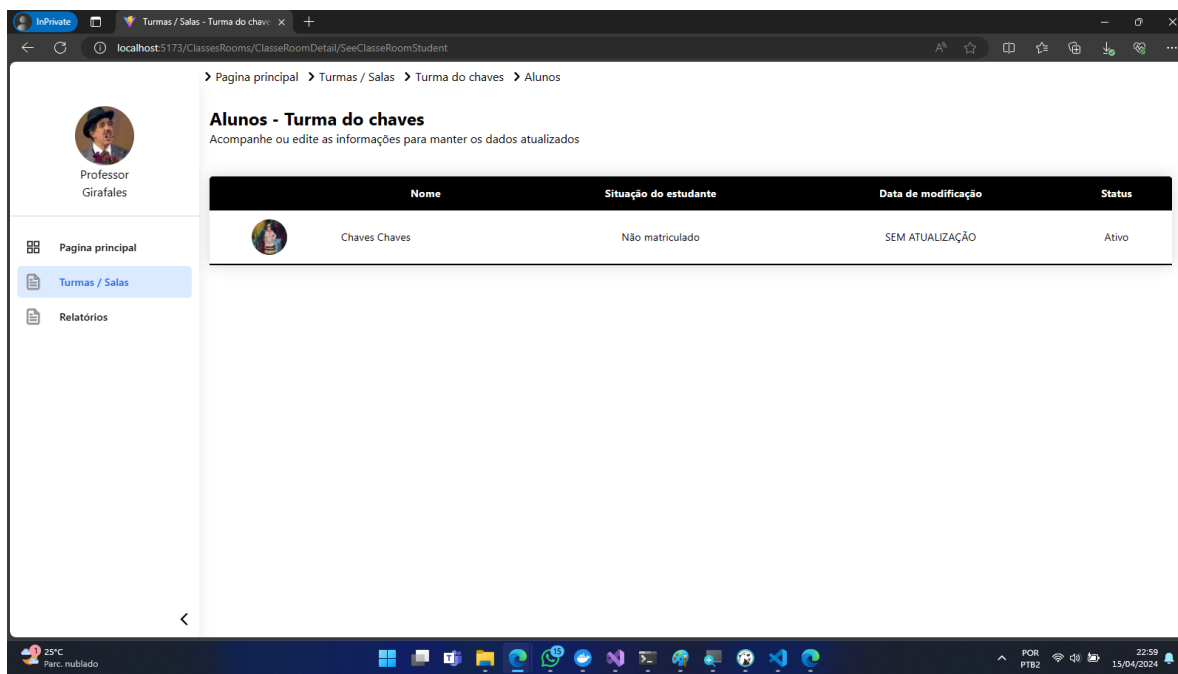 InPrivate
Turmas / Salas - Turma do chave
localhost:5173/ClassesRooms/ClasseRoomDetail/SeeClasseRoomStudent
Pagina principal Turmas / Salas Turma do chaves Alunos
Professor
Girafales
Pagina principal
Turmas / Salas
Relatórios
Alunos - Turma do chaves
Acompanhe ou edite as informações para manter os dados atualizados
Nome Situação do estudante Data de modificação Status
Chaves Chaves Não matriculado SEM ATUALIZAÇÃO Ativo
1
25°C
Parc. nublado
15
POR
PTB2
22:59
15/04/2024